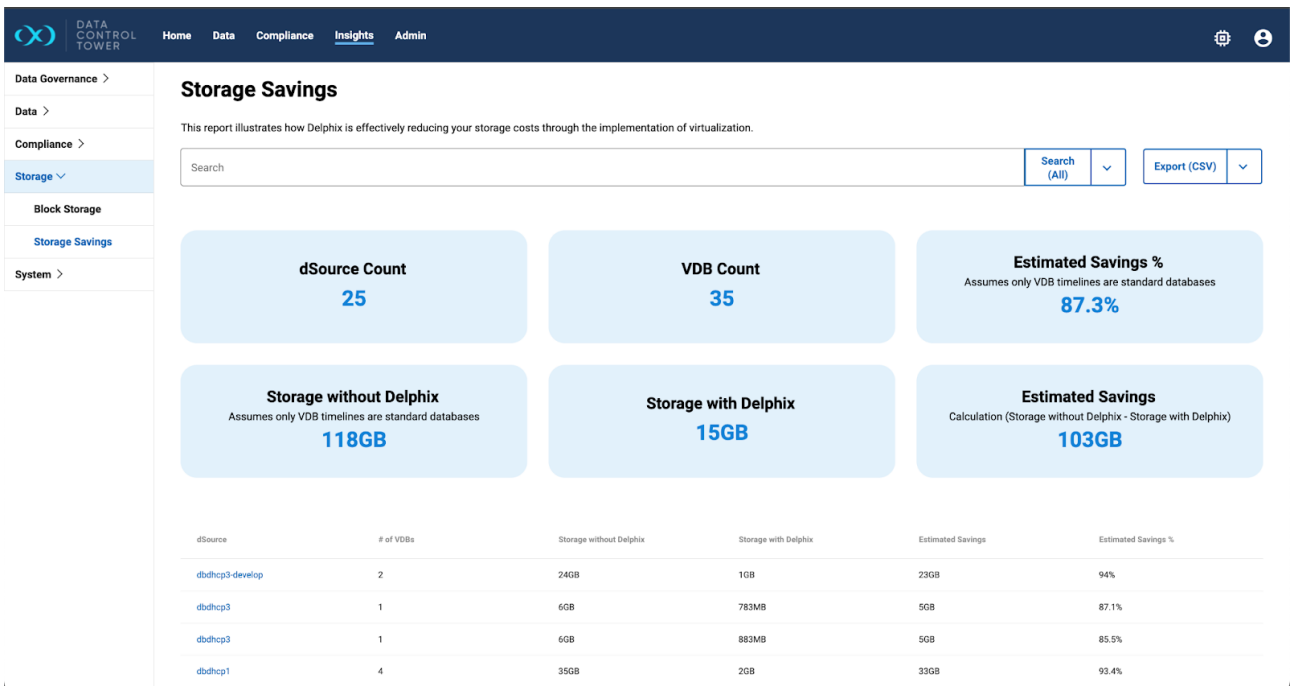 DATA
CONTROL
TOWER
Home Data Compliance Insights Admin
Data Governance
Data
Compliance
Storage
Block Storage
Storage Savings
System
Storage Savings
This report illustrates how Delphix is effectively reducing your storage costs through the implementation of virtualization.
Search
Search
(All)
Export (CSV)
dSource Count
25
VDB Count
35
Estimated Savings %
Assumes only VDB timelines are standard databases
87.3%
Storage without Delphix
Assumes only VDB timelines are standard databases
118GB
Storage with Delphix
15GB
Estimated Savings
Calculation (Storage without Delphix - Storage with Delphix)
103GB
dSource # of VDBs Storage without Delphix Storage with Delphix Estimated Savings Estimated Savings %
dbdhcp3-develop 2 24GB 1GB 23GB 94%
dbdhcp3 1 6GB 783MB 5GB 87.1%
dbdhcp3 1 6GB 883MB 5GB 85.5%
dbdhcp1 4 35GB 2GB 33GB 93.4%